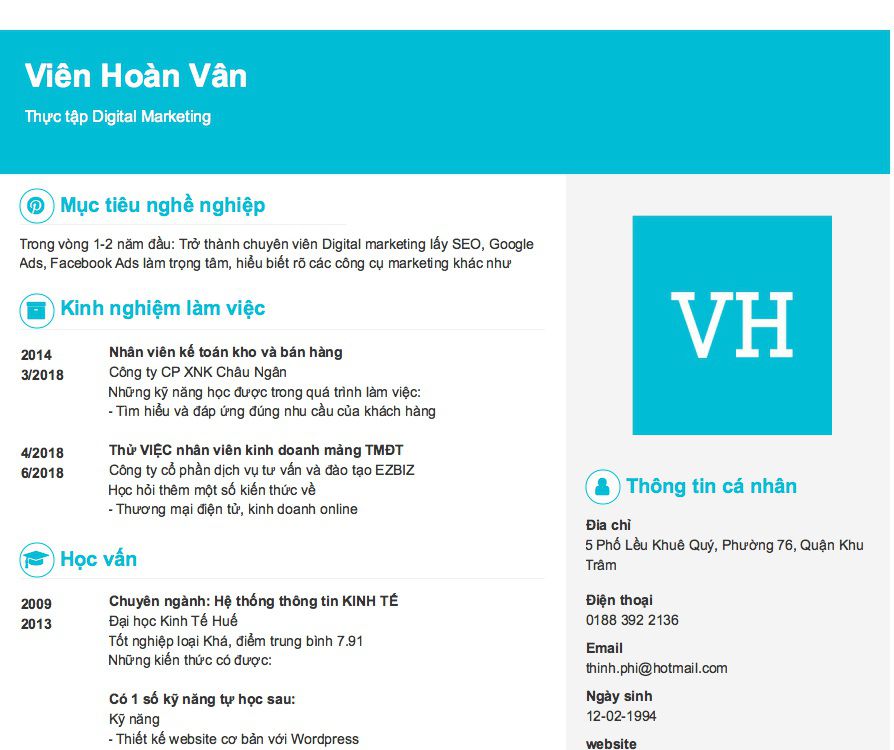 Viên Hoàn Vân
Thực tập Digital Marketing
Mục tiêu nghề nghiệp
Trong vòng 1-2 năm đầu: Trở thành chuyên viên Digital marketing lấy SEO, Google
Ads, Facebook Ads làm trọng tâm, hiểu biết rõ các công cụ marketing khác như
Kinh nghiệm làm việc
2014
3/2018
Nhân viên kế toán kho và bán hàng
Công ty CP XNK Châu Ngân
Những kỹ năng học được trong quá trình làm việc:
- Tìm hiểu và đáp ứng đúng nhu cầu của khách hàng
4/2018
6/2018
Thử VIỆC nhân viên kinh doanh mảng TMĐT
Công ty cổ phần dịch vụ tư vấn và đào tạo EZBIZ
Học hỏi thêm một số kiến thức về
- Thương mại điện tử, kinh doanh online
Học vấn
2009
2013
Chuyên ngành: Hệ thống thông tin KINH TẾ
Đại học Kinh Tế Huế
Tốt nghiệp loại Khá, điểm trung bình 7.91
Những kiến thức có được:
Có 1 số kỹ năng tự học sau:
Kỹ năng
- Thiết kế website cơ bản với Wordpress
VH
Thông tin cá nhân
Địa chỉ
5 Phố Lều Khuê Quý, Phường 76, Quận Khu
Trâm
Điện thoại
0188 392 2136
Email
thinh.phi@hotmail.com
Ngày sinh
12-02-1994
website